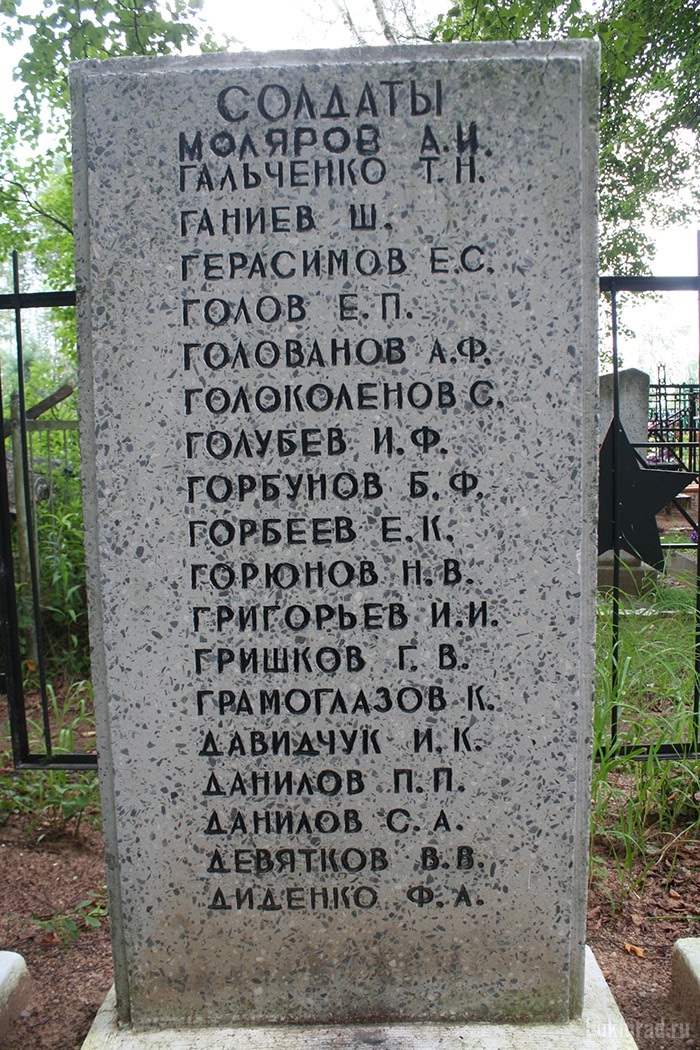 СОЛДАТЫ
МОЛЯРОВ А.И.
ГАЛЬЧЕНКО Т.Н.
ГАНИЕВ Ш.
ГЕРАСИМОВ Е.С.
ГОЛОВ Е.П.
ГОЛОВАНОВ А.Ф.
ГОЛОКОЛЕНОВ С.
ГОЛУБЕВ И.Ф.
ГОРБУНОВ Б.Ф.
ГОРБЕЕВ Е.К.
ГОРЮНОВ Н.В.
ГРИГОРЬЕВ И.И.
ГРИШКОВ Г.В.
ГРАМОГЛАЗОВ К.
ДАВИДЧУК И.К.
ДАНИЛОВ П.П.
ДАНИЛОВ С.А.
ДЕВЯТКОВ В.В.
ДИДЕНКО Ф.А.